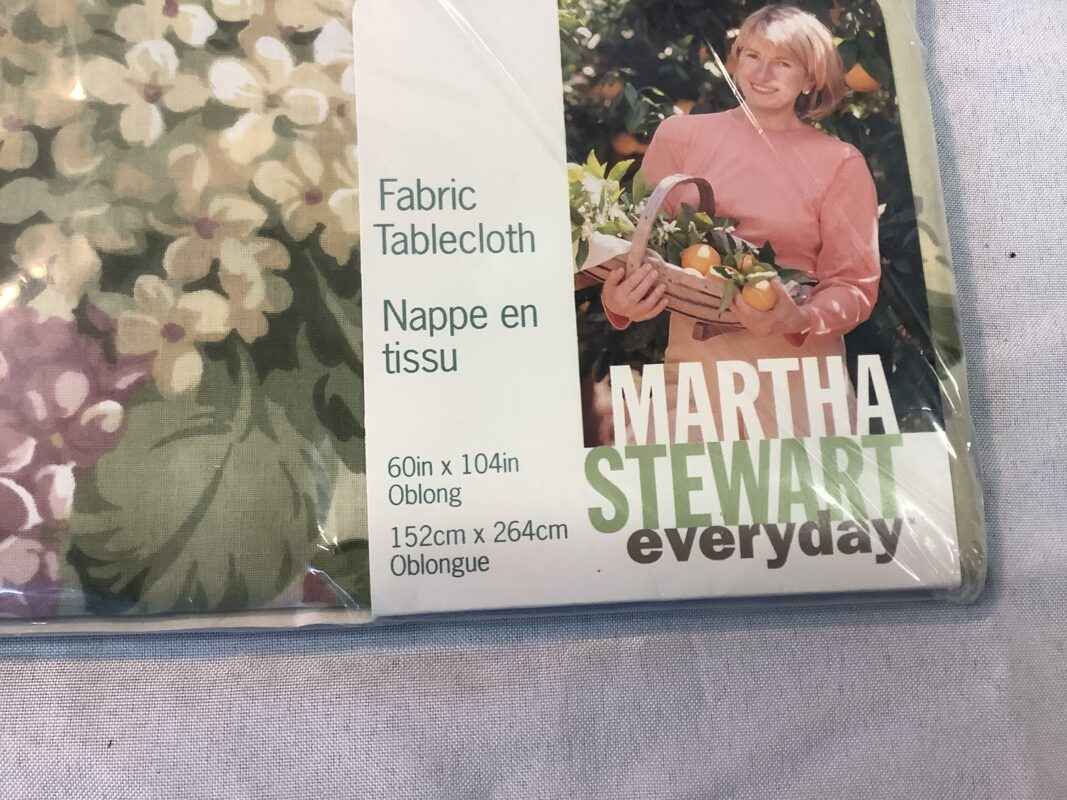 Fabric
Tablecloth
Nappe en
tissu
60in x 104in
Oblong
152cm x 264cm
Oblongue
MARTHA
STEWART
everyday